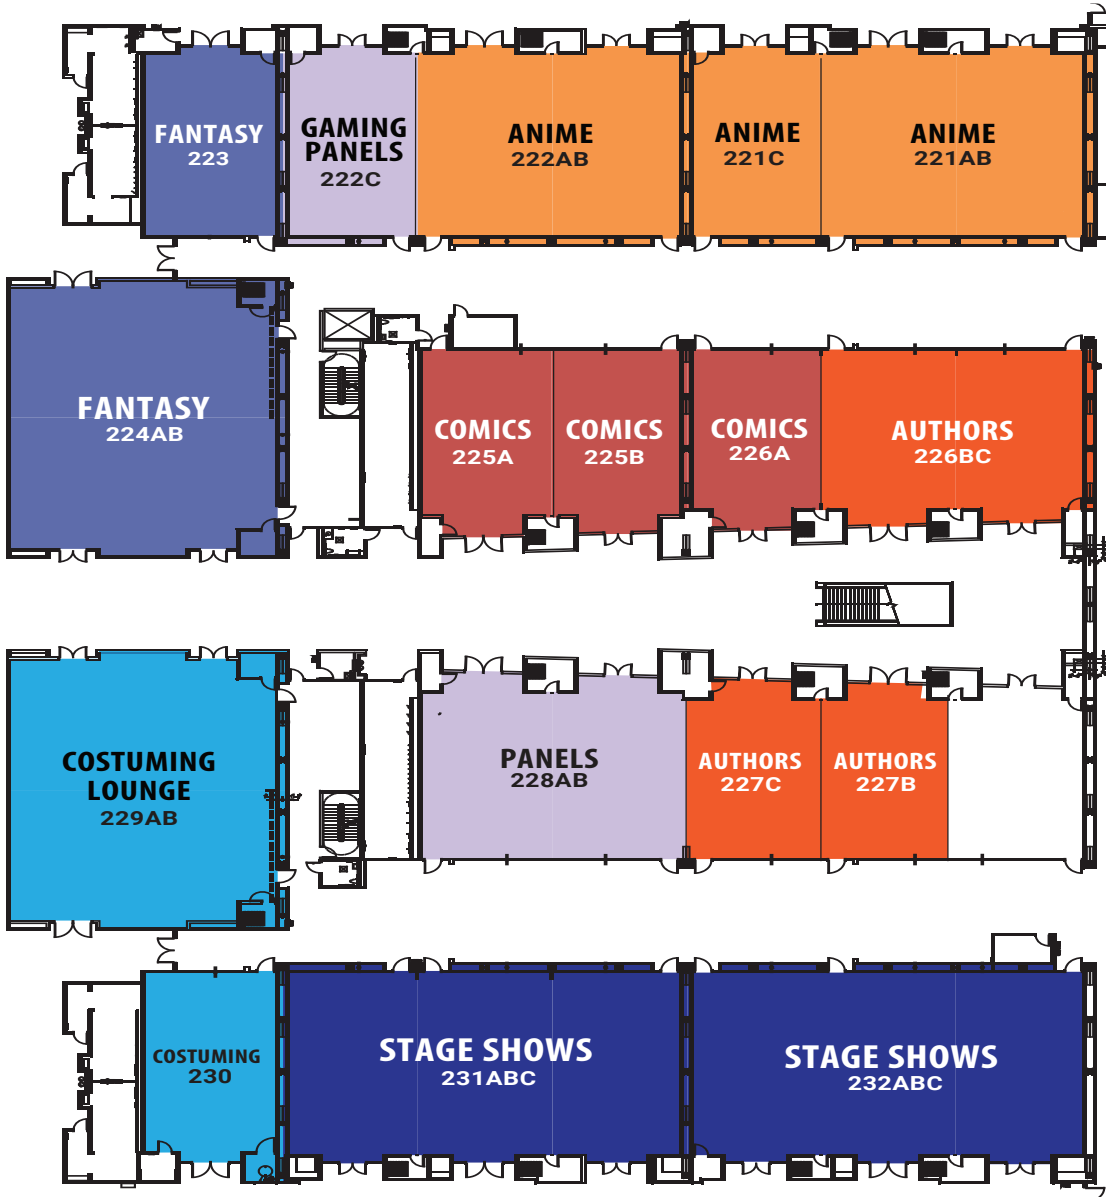 FANTASY
223
GAMING
PANELS
222C
ANIME
222AB
ANIME
221C
ANIME
221AB
FANTASY
224AB
COMICS
225A
COMICS
225B
COMICS
226A
AUTHORS
226BC
COSTUMING
LOUNGE
229AB
PANELS
228AB
AUTHORS
227C
AUTHORS
227B
COSTUMING
230
STAGE SHOWS
231ABC
STAGE SHOWS
232ABC